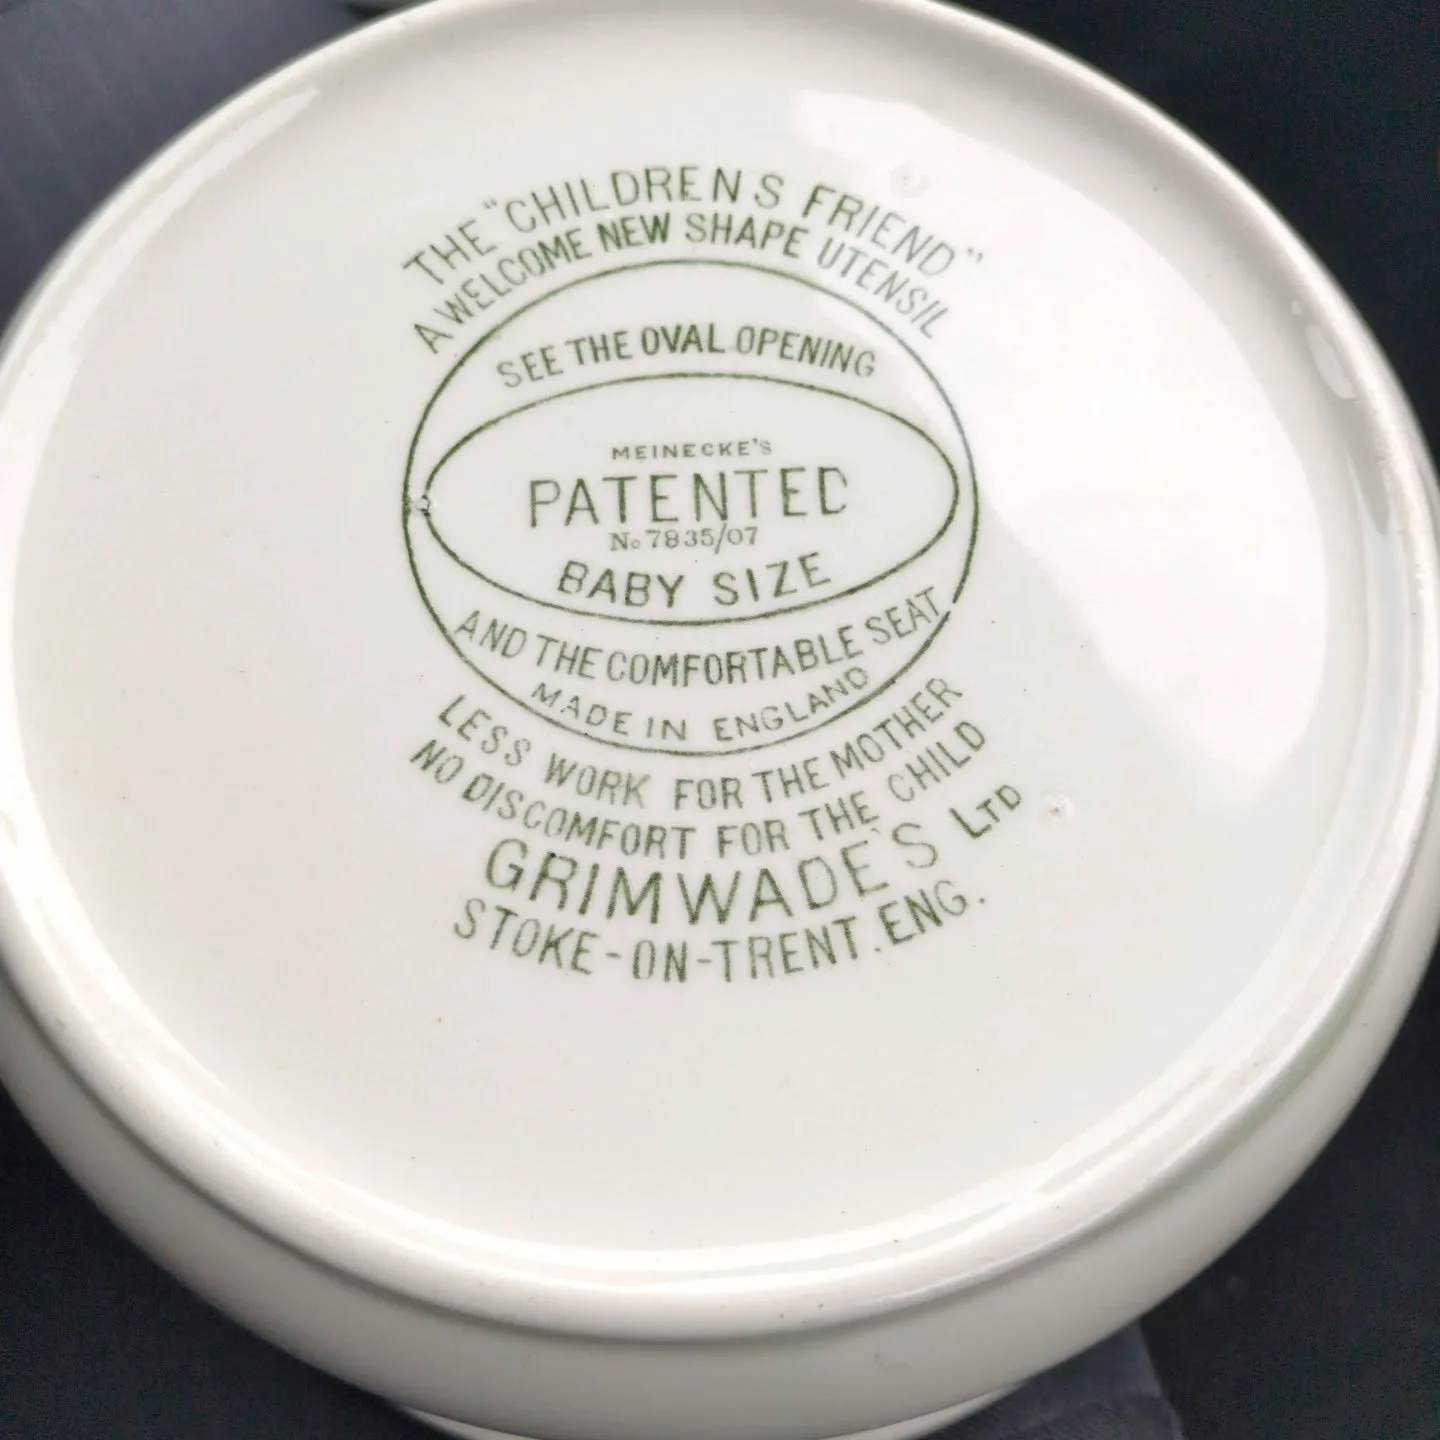 THE "CHILDREN'S FRIEND"
A WELCOME NEW SHAPE UTENSIL
SEE THE OVAL OPENING
MEINECKE'S
PATENTED
No 7835/07
BABY SIZE
AND THE COMFORTABLE SEAT
MADE IN ENGLAND
LESS WORK FOR THE MOTHER
NO DISCOMFORT FOR THE CHILD
GRIMWADE'S LTD
STOKE-ON-TRENT. ENG.